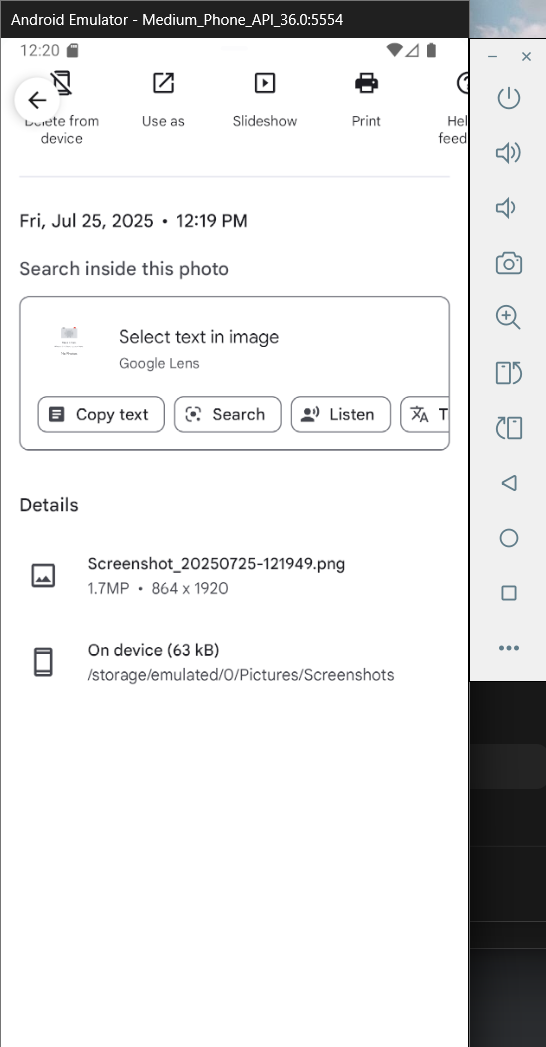 Android Emulator - Medium_Phone_API_36.0:5554
12:20
Delete from device
Use as
Slideshow
Print
Hel
feed
Fri, Jul 25, 2025 • 12:19 PM
Search inside this photo
Select text in image
Google Lens
Copy text
Search
Listen
T
Details
Screenshot_20250725-121949.png
1.7MP • 864 x 1920
On device (63 kB)
/storage/emulated/0/Pictures/Screenshots